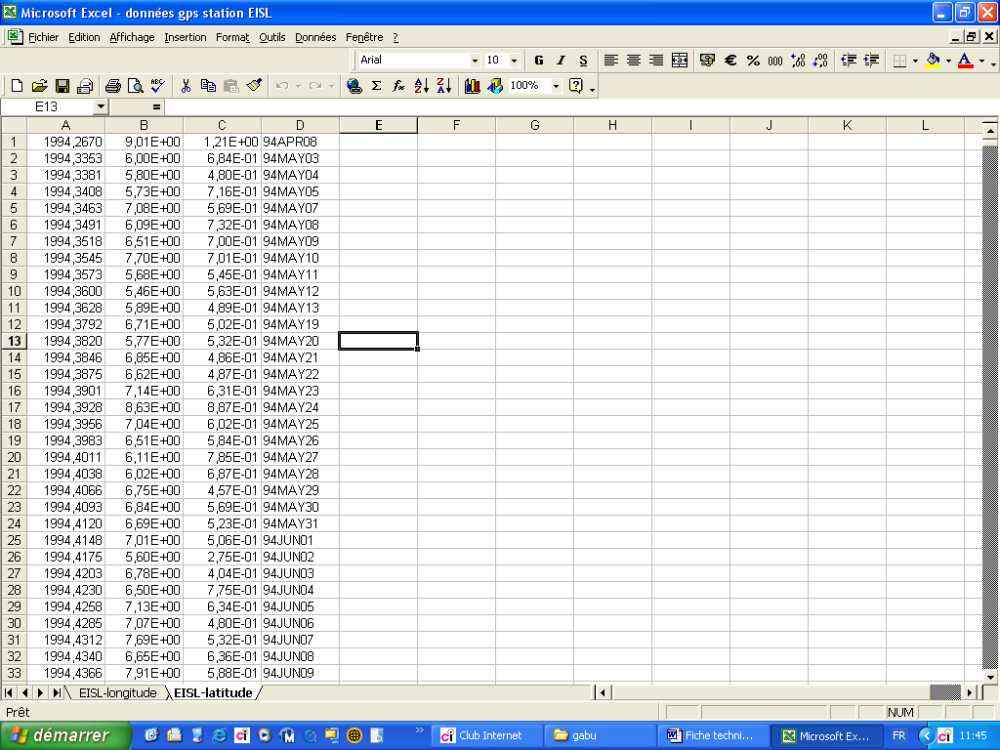 Microsoft Excel - données gps station EISL
Fichier Edition Affichage Insertion Format Outils Données Fenêtre ?
Arial 10 G I S € % 000
100%
E13 =
A B C D E F G H I J K L
1 1994,2670 9,01E+00 1,21E+00 94APR08
2 1994,3353 6,00E+00 6,84E-01 94MAY03
3 1994,3381 5,80E+00 4,80E-01 94MAY04
4 1994,3408 5,73E+00 7,16E-01 94MAY05
5 1994,3463 7,08E+00 5,69E-01 94MAY07
6 1994,3491 6,09E+00 7,32E-01 94MAY08
7 1994,3518 6,51E+00 7,00E-01 94MAY09
8 1994,3545 7,70E+00 7,01E-01 94MAY10
9 1994,3573 5,68E+00 5,45E-01 94MAY11
10 1994,3600 5,46E+00 5,63E-01 94MAY12
11 1994,3628 5,89E+00 4,89E-01 94MAY13
12 1994,3792 6,71E+00 5,02E-01 94MAY19
13 1994,3820 5,77E+00 5,32E-01 94MAY20
14 1994,3846 6,85E+00 4,86E-01 94MAY21
15 1994,3875 6,62E+00 4,87E-01 94MAY22
16 1994,3901 7,14E+00 6,31E-01 94MAY23
17 1994,3928 8,63E+00 8,87E-01 94MAY24
18 1994,3956 7,04E+00 6,02E-01 94MAY25
19 1994,3983 6,51E+00 5,84E-01 94MAY26
20 1994,4011 6,11E+00 7,85E-01 94MAY27
21 1994,4038 6,02E+00 6,87E-01 94MAY28
22 1994,4066 6,75E+00 4,57E-01 94MAY29
23 1994,4093 6,84E+00 5,69E-01 94MAY30
24 1994,4120 6,69E+00 5,23E-01 94MAY31
25 1994,4148 7,01E+00 5,06E-01 94JUN01
26 1994,4175 5,60E+00 2,75E-01 94JUN02
27 1994,4203 6,78E+00 4,04E-01 94JUN03
28 1994,4230 6,50E+00 7,75E-01 94JUN04
29 1994,4258 7,13E+00 6,34E-01 94JUN05
30 1994,4285 7,07E+00 4,80E-01 94JUN06
31 1994,4312 7,69E+00 5,32E-01 94JUN07
32 1994,4340 6,65E+00 6,36E-01 94JUN08
33 1994,4366 7,91E+00 5,88E-01 94JUN09
EISL-longitude EISL-latitude
Prêt NUM
démarrer Club Internet gabu Fiche techni... Microsoft Ex... FR 11:45